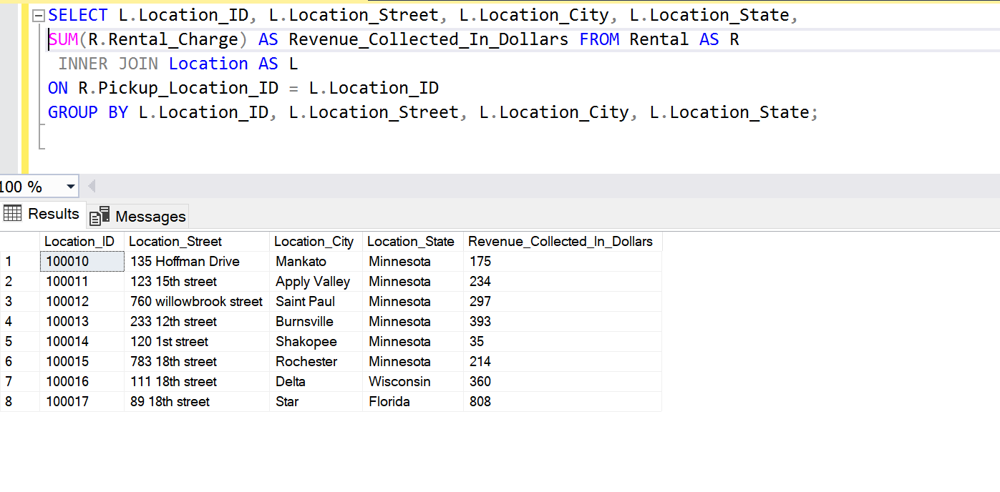 SELECT L.Location_ID, L.Location_Street, L.Location_City, L.Location_State,
SUM(R.Rental_Charge) AS Revenue_Collected_In_Dollars FROM Rental AS R
INNER JOIN Location AS L
ON R.Pickup_Location_ID = L.Location_ID
GROUP BY L.Location_ID, L.Location_Street, L.Location_City, L.Location_State;
100 %
Results Messages
Location_ID Location_Street Location_City Location_State Revenue_Collected_In_Dollars
1 100010 135 Hoffman Drive Mankato Minnesota 175
2 100011 123 15th street Apply Valley Minnesota 234
3 100012 760 willowbrook street Saint Paul Minnesota 297
4 100013 233 12th street Burnsville Minnesota 393
5 100014 120 1st street Shakopee Minnesota 35
6 100015 783 18th street Rochester Minnesota 214
7 100016 111 18th street Delta Wisconsin 360
8 100017 89 18th street Star Florida 808